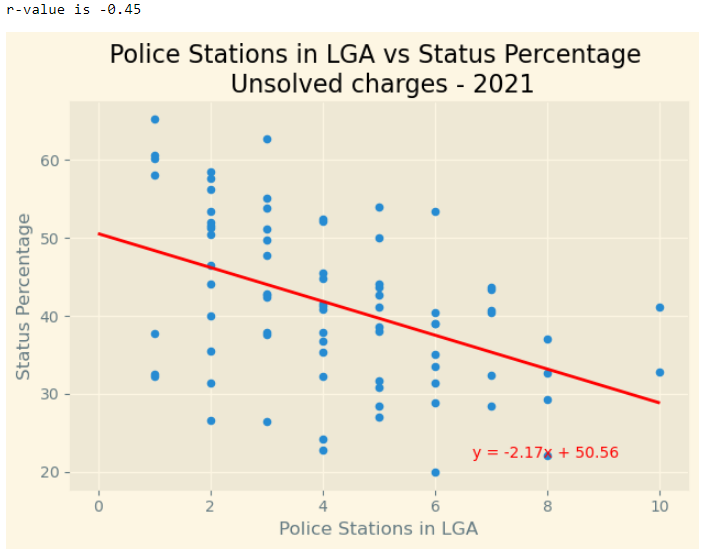 r-value is -0.45
Police Stations in LGA vs Status Percentage
Unsolved charges - 2021
60
50
40
30
20
Status Percentage
y = -2.17x + 50.56
0 2 4 6 8 10
Police Stations in LGA